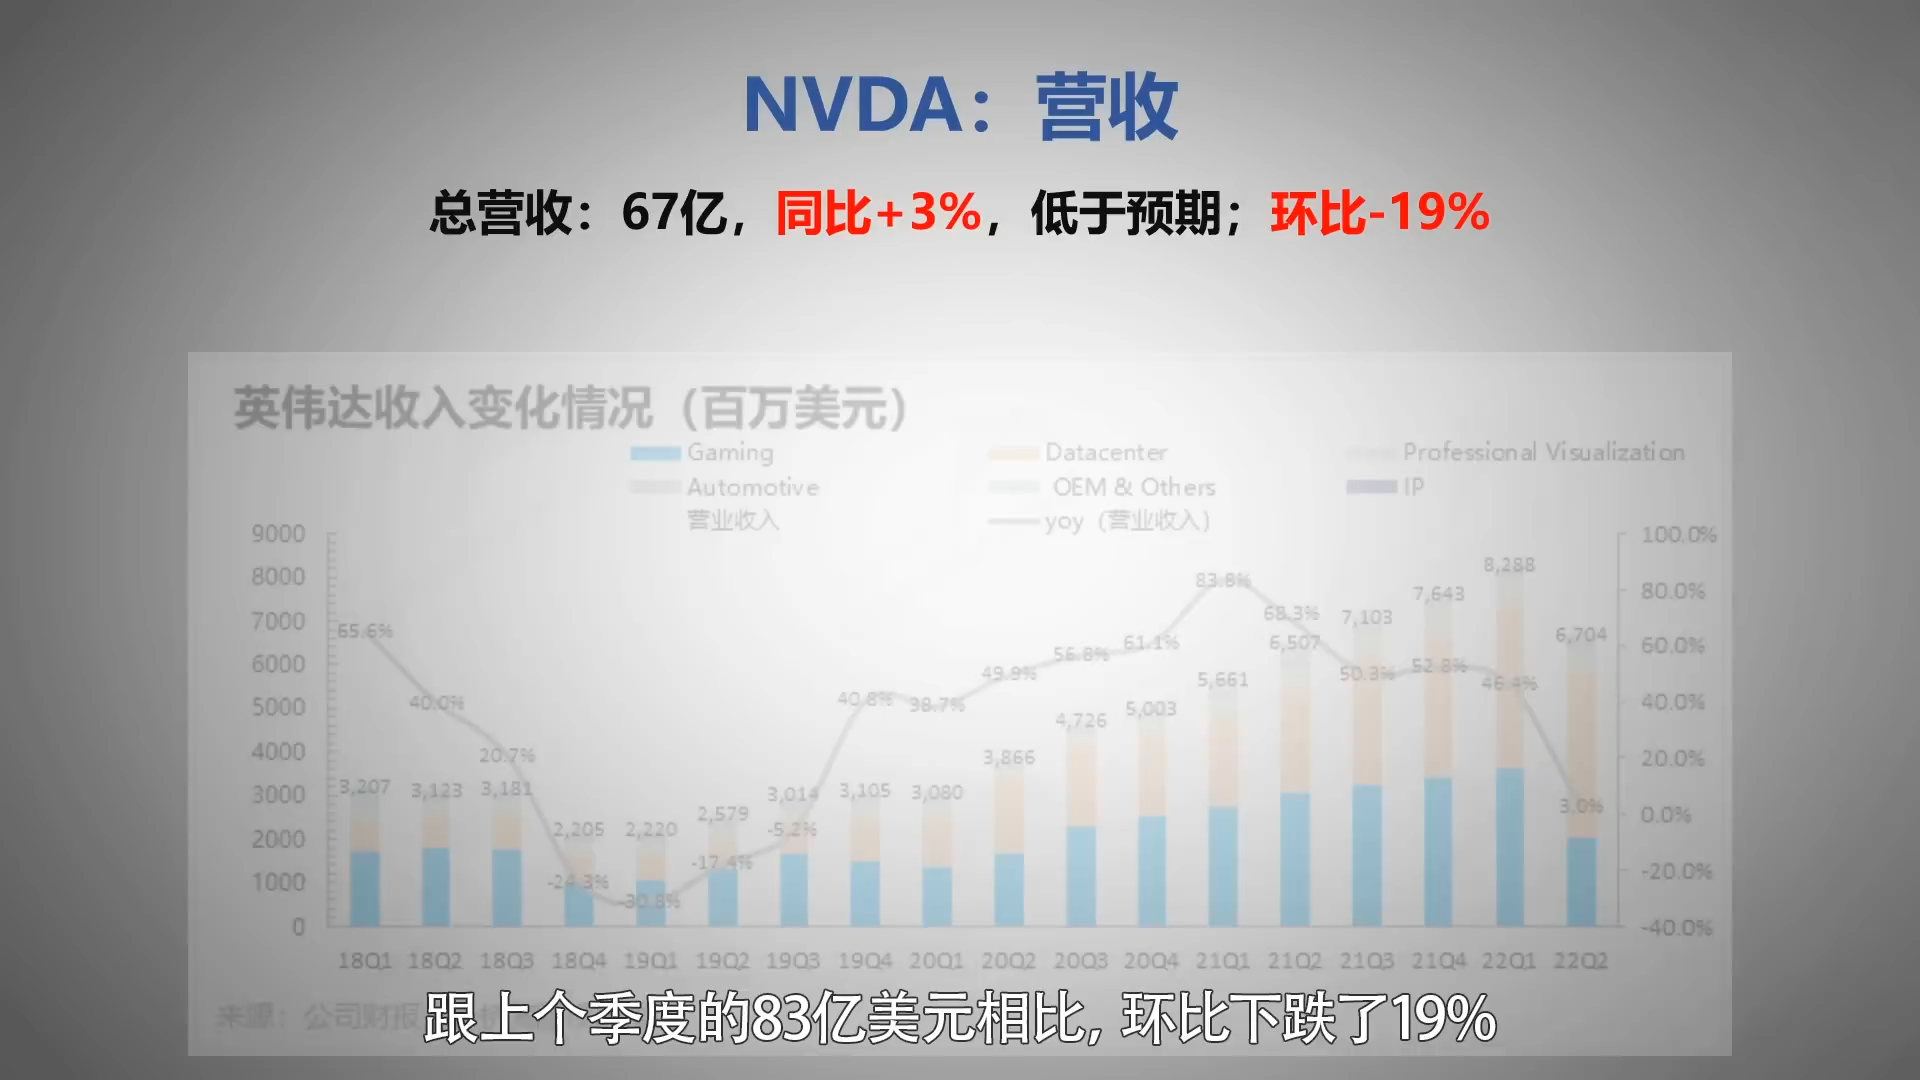 NVDA：营收
总营收：67亿，同比+3%，低于预期；环比-19%
英伟达收入变化情况（百万美元）
Gaming Datacenter Professional Visualization
Automotive OEM & Others IP
营业收入 yoy（营业收入）
9000 8000 7000 6000 5000 4000 3000 2000 1000 0
100.0% 80.0% 60.0% 40.0% 20.0% 0.0% -20.0% -40.0%
65.6% 40.0% 20.7% -24.3% -30.8% -17.4% -5.2% 40.8% 38.7% 49.9% 56.8% 61.1% 83.8% 68.3% 50.3% 52.8% 46.4% 3.0%
3,207 3,123 3,181 2,205 2,220 2,579 3,014 3,105 3,080 3,866 4,726 5,003 5,661 6,507 7,103 7,643 8,288 6,704
18Q1 18Q2 18Q3 18Q4 19Q1 19Q2 19Q3 19Q4 20Q1 20Q2 20Q3 20Q4 21Q1 21Q2 21Q3 21Q4 22Q1 22Q2
来源：公司财报
跟上个季度的83亿美元相比，环比下跌了19%